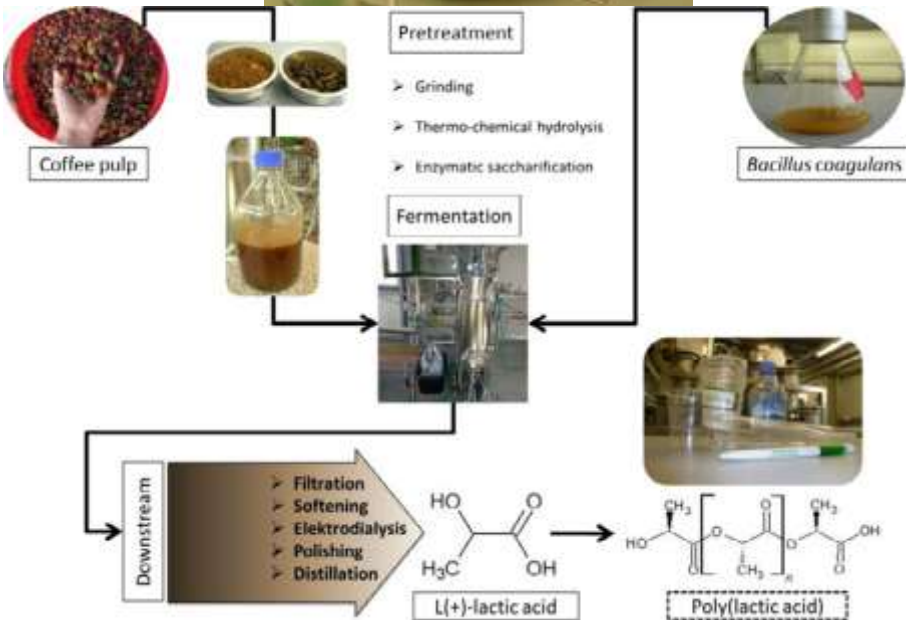 Pretreatment
➢ Grinding
➢ Thermo-chemical hydrolysis
➢ Enzymatic saccharification
Coffee pulp
Bacillus coagulans
Fermentation
Downstream
➢ Filtration
➢ Softening
➢ Elektrodialysis
➢ Polishing
➢ Distillation
HO
O
H₃C
OH
L(+)-lactic acid
CH₃
O
CH₃
HO
O
O
OH
O
CH₃
O
n
Poly(lactic acid)